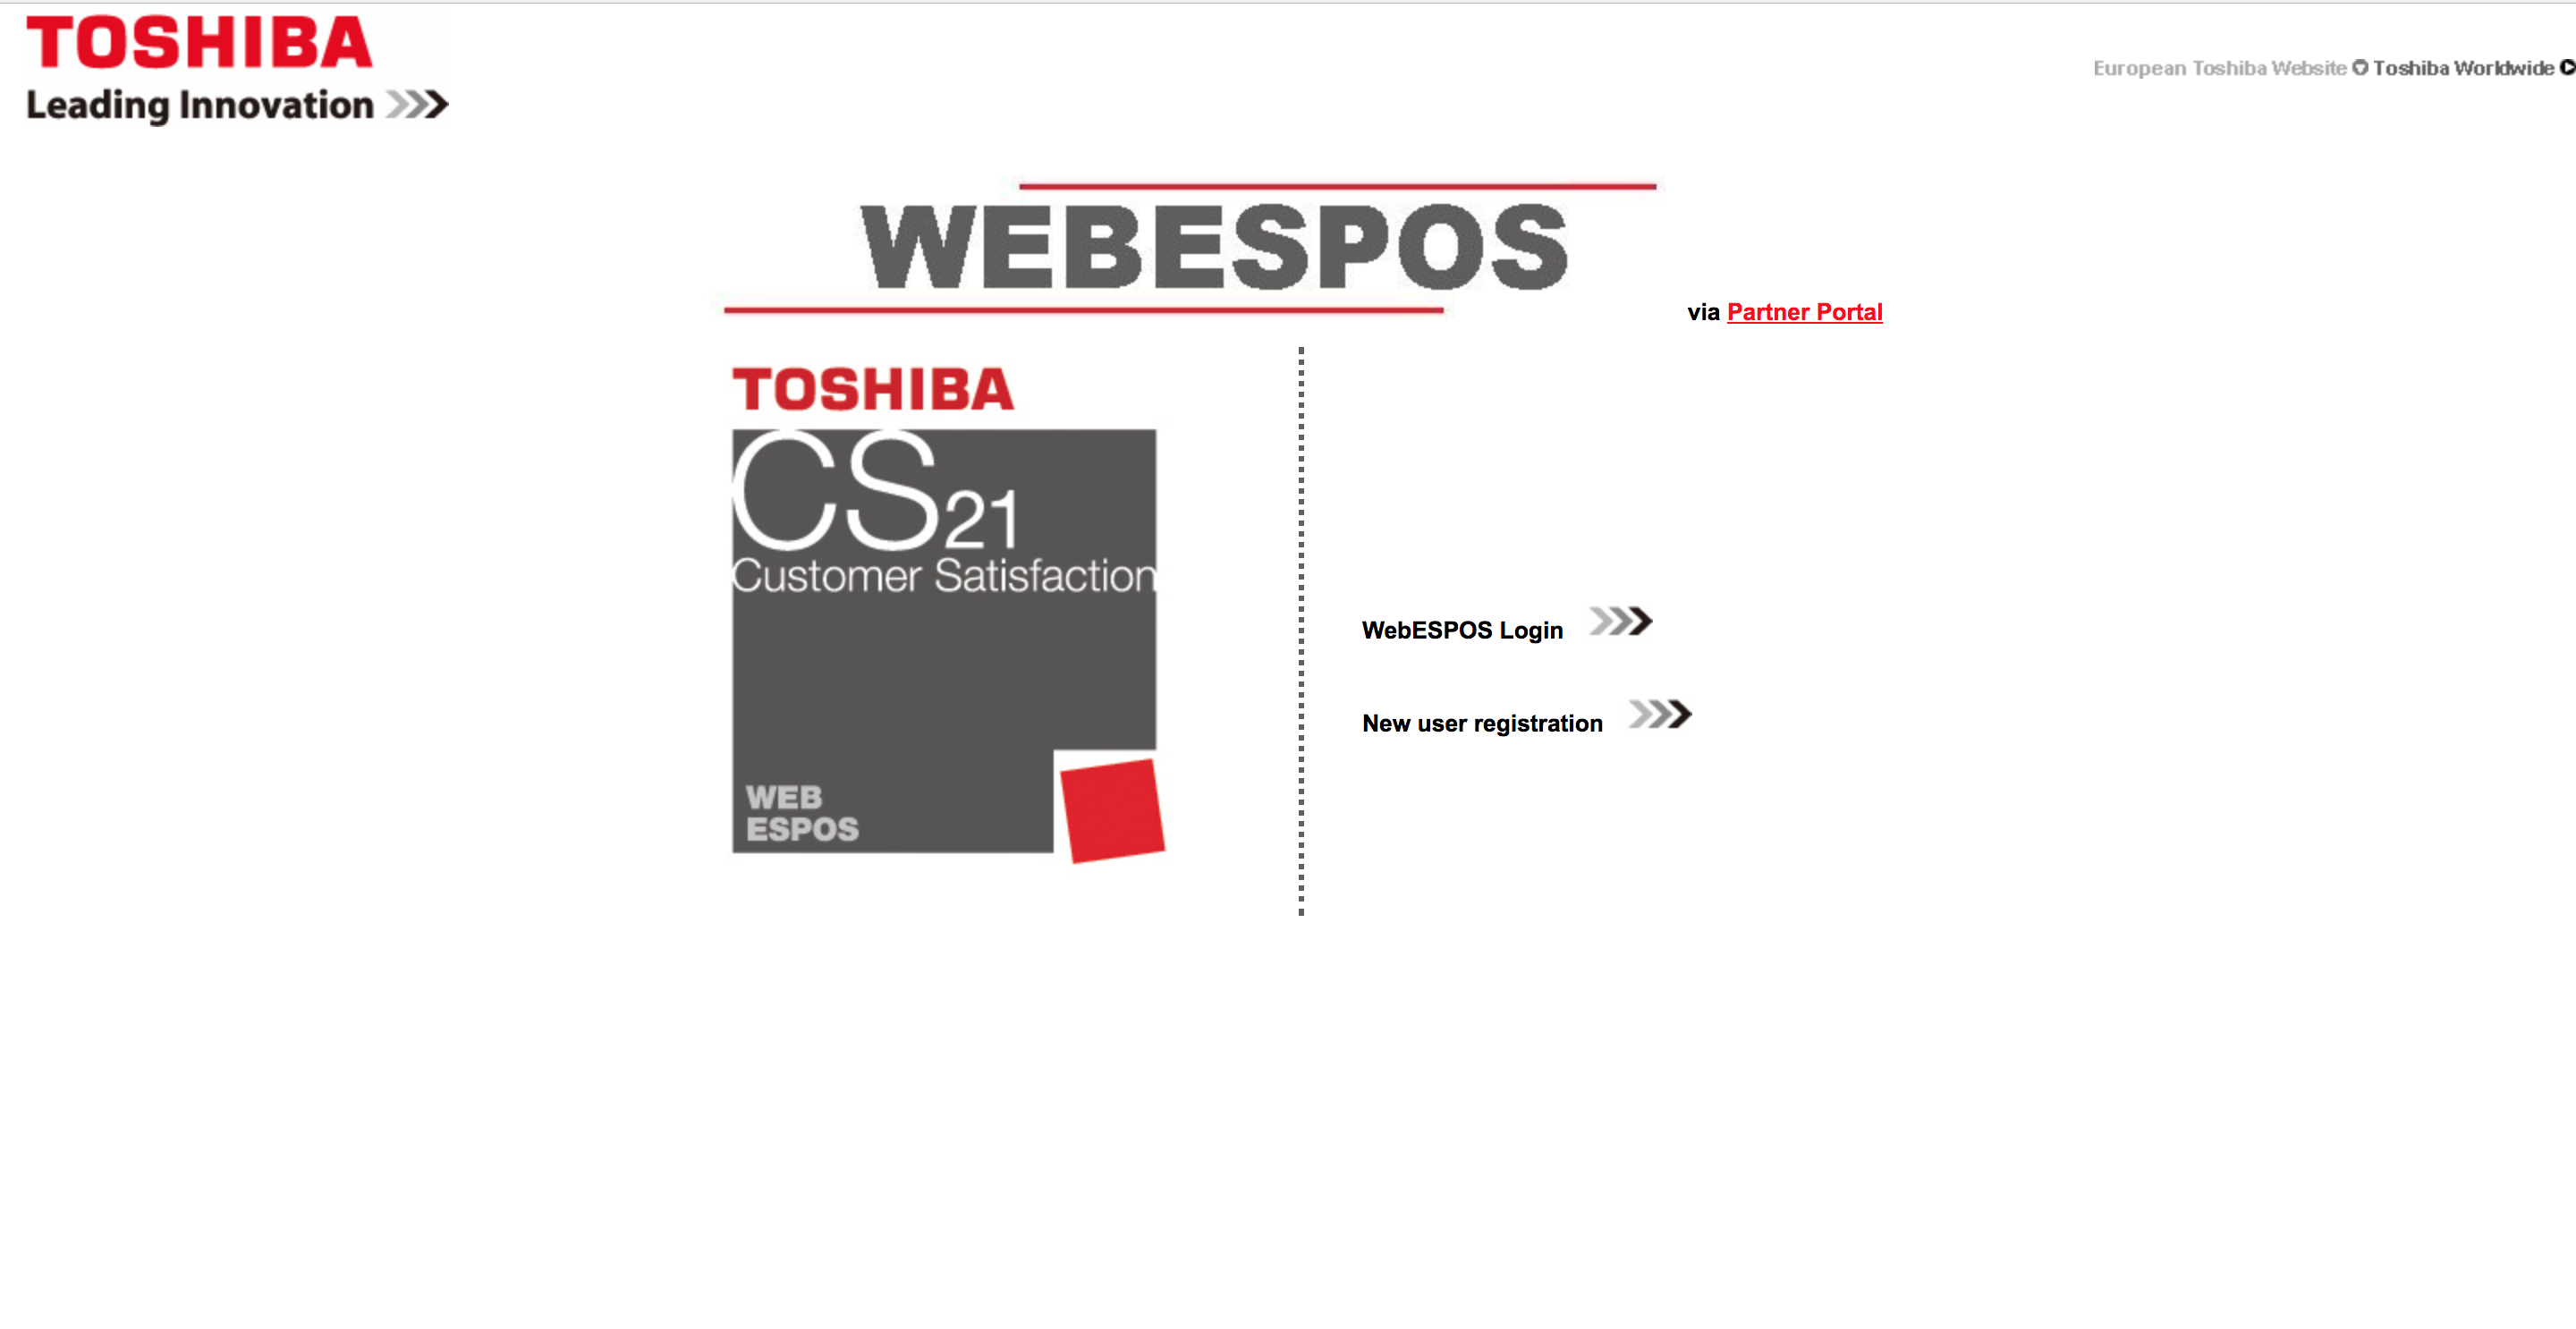 TOSHIBA
Leading Innovation
European Toshiba Website Toshiba Worldwide
WEBESPOS
via Partner Portal
TOSHIBA
CS21
Customer Satisfaction
WEB
ESPOS
WebESPOS Login
New user registration